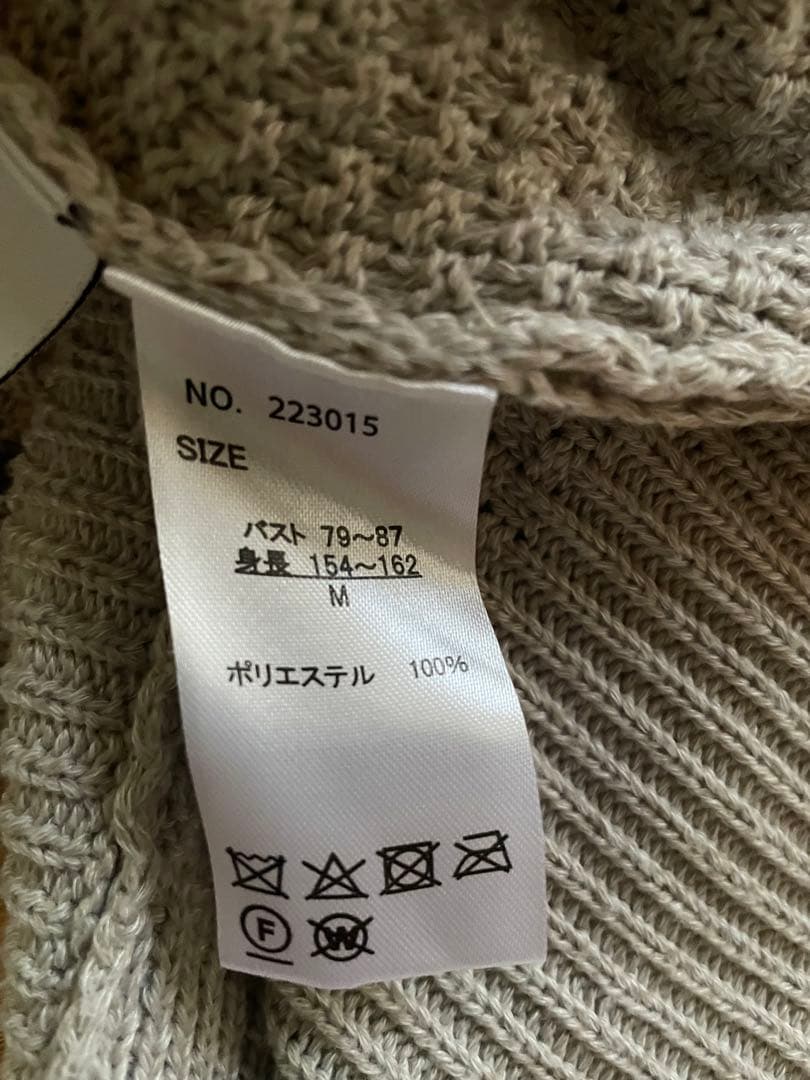 NO. 223015
SIZE
バスト 79～87
身長 154～162
M
ポリエステル 100%
F
W